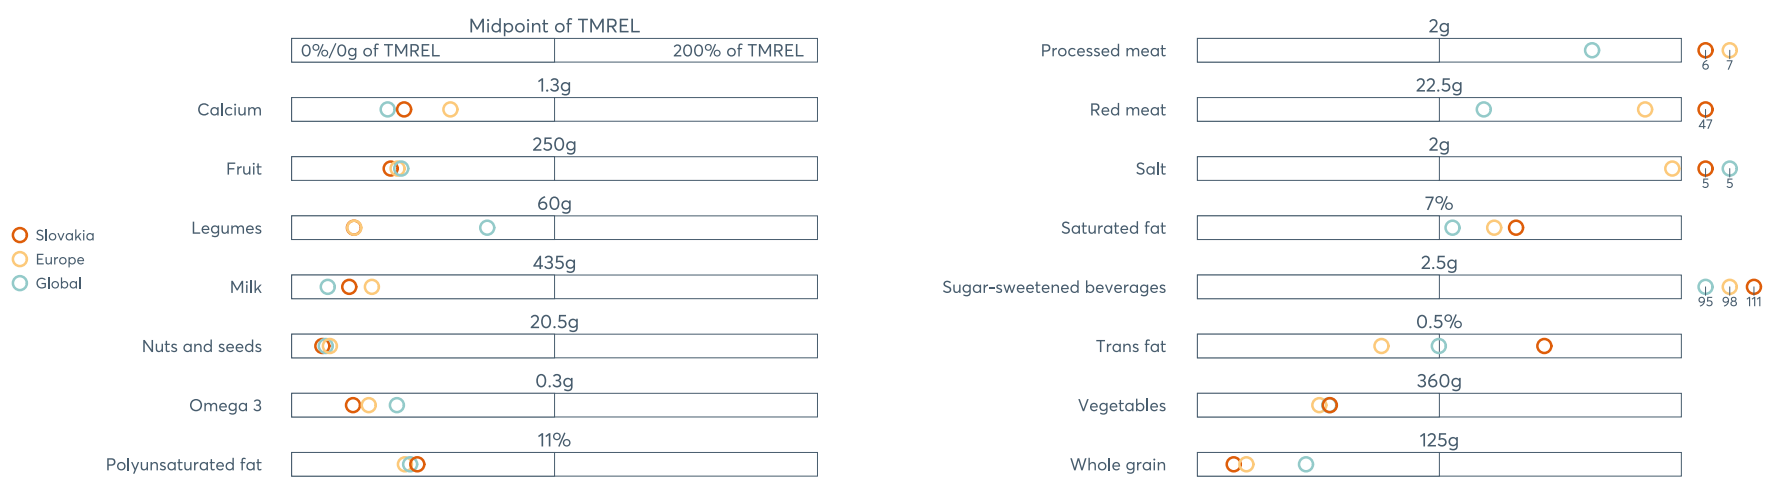 Midpoint of TMREL
0%/0g of TMREL
200% of TMREL
1.3g
Calcium
250g
Fruit
60g
Legumes
435g
Milk
20.5g
Nuts and seeds
0.3g
Omega 3
11%
Polyunsaturated fat
Slovakia
Europe
Global
2g
Processed meat
6 7
22.5g
Red meat
47
2g
Salt
5 5
7%
Saturated fat
2.5g
Sugar-sweetened beverages
95 98 111
0.5%
Trans fat
360g
Vegetables
125g
Whole grain